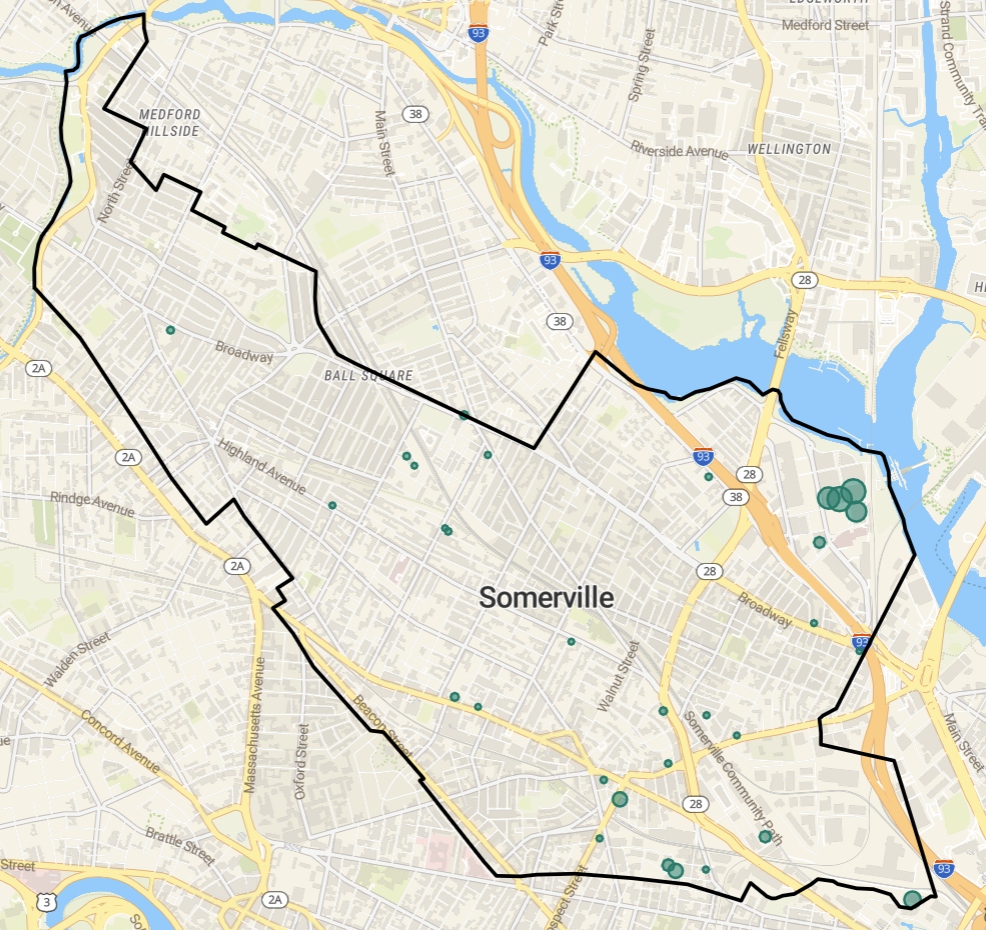 EDGEWORTH
Medford Street
Park St
93
Spring Street
Strand Community Trail
38
MEDFORD
HILLSIDE
Main Street
Riverside Avenue
WELLINGTON
North Street
93
28
38
Fellsway
Broadway
2A
BALL SQUARE
2A
Highland Avenue
93
28
38
Rindge Avenue
2A
28
Somerville
Broadway
93
Walden Street
Walnut Street
Massachusetts Avenue
Beacon Street
Concord Avenue
Oxford Street
Somerville Community Path
Main Street
28
Brattle Street
Street
93
3
2A
ospect Street